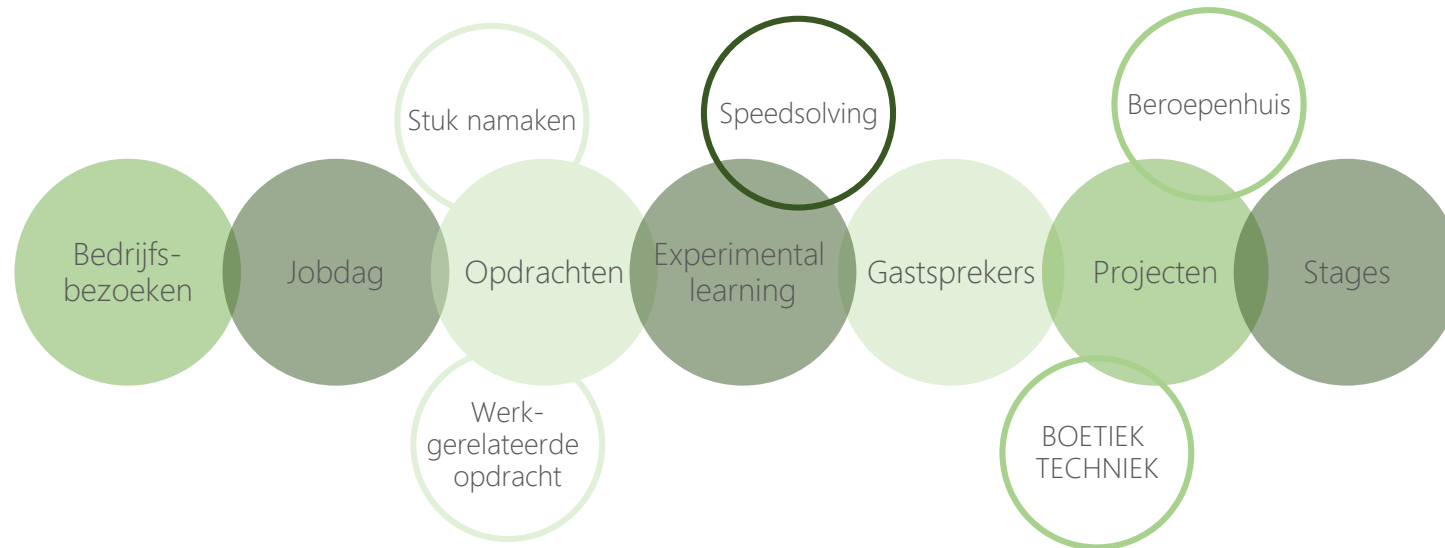 Stuk namaken
Speedsolving
Beroepenhuis
Bedrijfs-
bezoeken
Jobdag
Opdrachten
Experimental
learning
Gastsprekers
Projecten
Stages
Werk-
gerelateerde
opdracht
BOETIEK
TECHNIEK